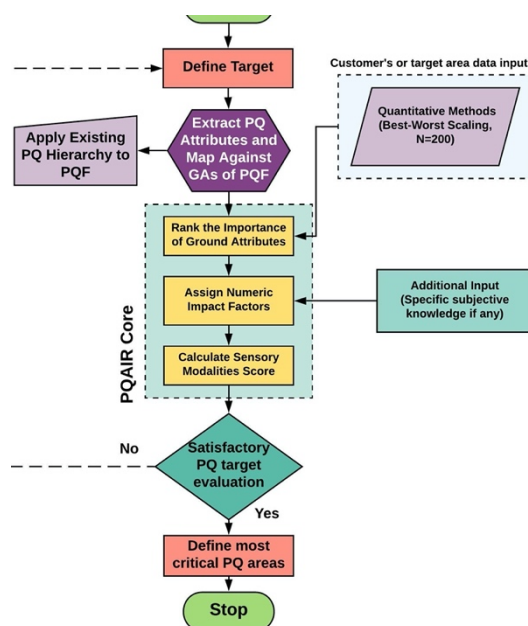 Define Target
Customer's or target area data input
Quantitative Methods
(Best-Worst Scaling,
N=200)
Extract PQ
Attributes and
Map Against
GAs of PQF
Apply Existing
PQ Hierarchy to
PQF
Rank the Importance
of Ground Attributes
Assign Numeric
Impact Factors
Additional Input
(Specific subjective
knowledge if any)
Calculate Sensory
Modalities Score
PQAIR Core
No
Satisfactory
PQ target
evaluation
Yes
Define most
critical PQ areas
Stop